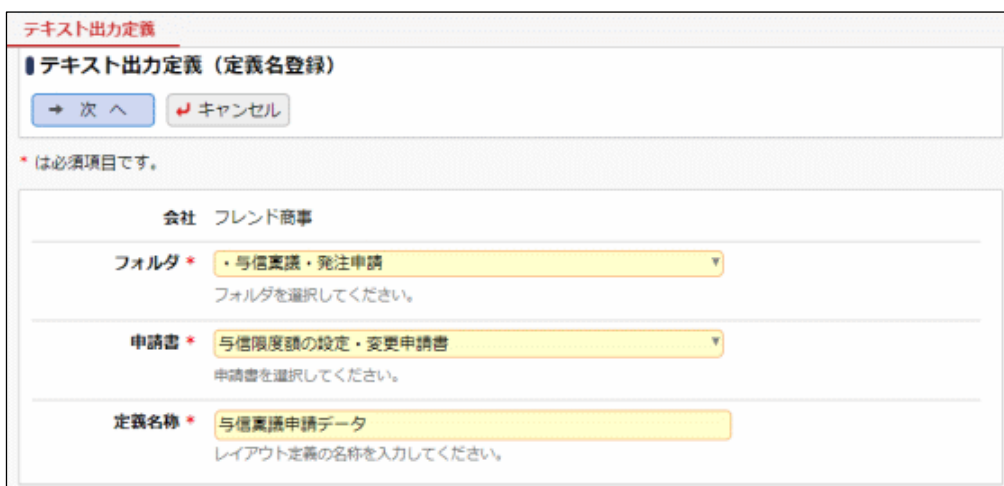 テキスト出力定義
テキスト出力定義（定義名登録）
→ 次 へ
キャンセル
* は必須項目です。
会社 フレンド商事
フォルダ * ・与信稟議・発注申請
フォルダを選択してください。
申請書 * 与信限度額の設定・変更申請書
申請書を選択してください。
定義名称 * 与信稟議申請データ
レイアウト定義の名称を入力してください。